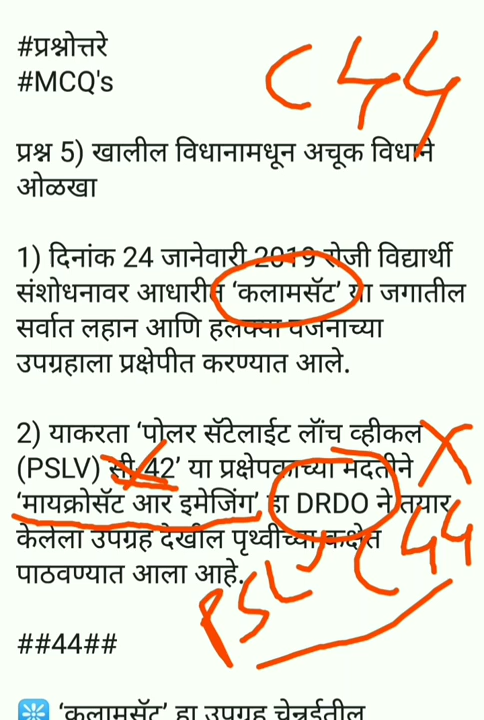 #प्रश्नोत्तरे
#MCQ's
C 44
प्रश्न 5) खालील विधानामधून अचूक विधाने
ओळखा
1) दिनांक 24 जानेवारी 2019 रोजी विद्यार्थी
संशोधनावर आधारीत ‘कलामसॅट’ या जगातील
सर्वात लहान आणि हलक्या वजनाच्या
उपग्रहाला प्रक्षेपीत करण्यात आले.
2) याकरता ‘पोलर सॅटेलाईट लॉंच व्हीकल
(PSLV) सी-42’ या प्रक्षेपकाच्या मदतीने
‘मायक्रोसॅट आर इमेजिंग’ हा DRDO ने तयार
केलेला उपग्रह देखील पृथ्वीच्या कक्षेत
पाठवण्यात आला आहे.
PSLV C 44
##44##
‘कलामसॅट’ हा उपग्रह चेन्नईतील